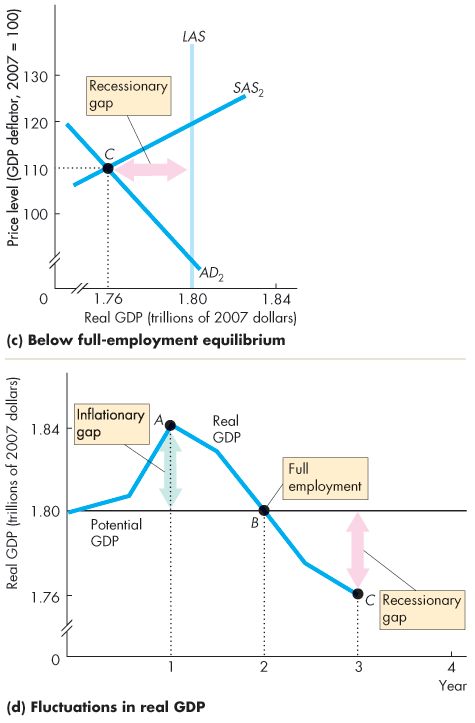 LAS
Price level (GDP deflator, 2007 = 100)
130
120
110
100
0
Recessionary
gap
SAS2
C
AD2
1.76
1.80
1.84
Real GDP (trillions of 2007 dollars)
(c) Below full-employment equilibrium
Real GDP (trillions of 2007 dollars)
1.84
1.80
1.76
0
Inflationary
gap
A
Real
GDP
Full
employment
Potential
GDP
B
C
Recessionary
gap
1
2
3
4
Year
(d) Fluctuations in real GDP